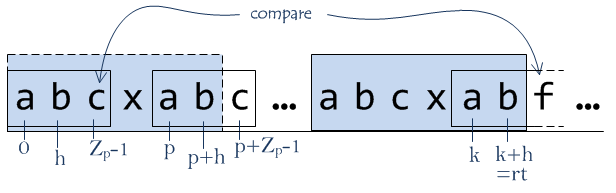 compare
a b c x a b c ... a b c x a b f ...
0 h Zp-1 p p+h p+Zp-1 k k+h
=rt